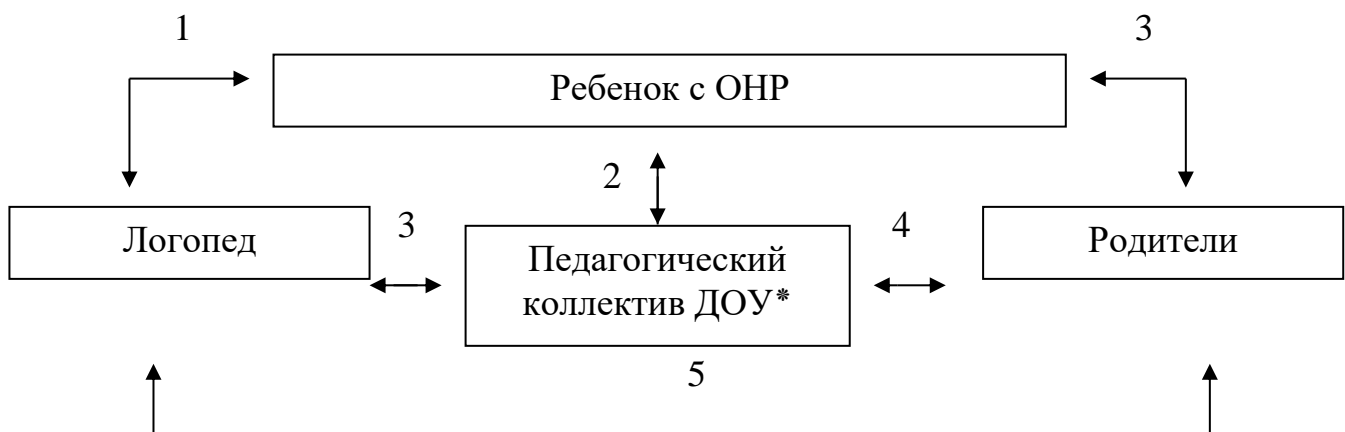 1
3
Ребенок с ОНР
2
Логопед
3
Педагогический
коллектив ДОУ*
4
Родители
5